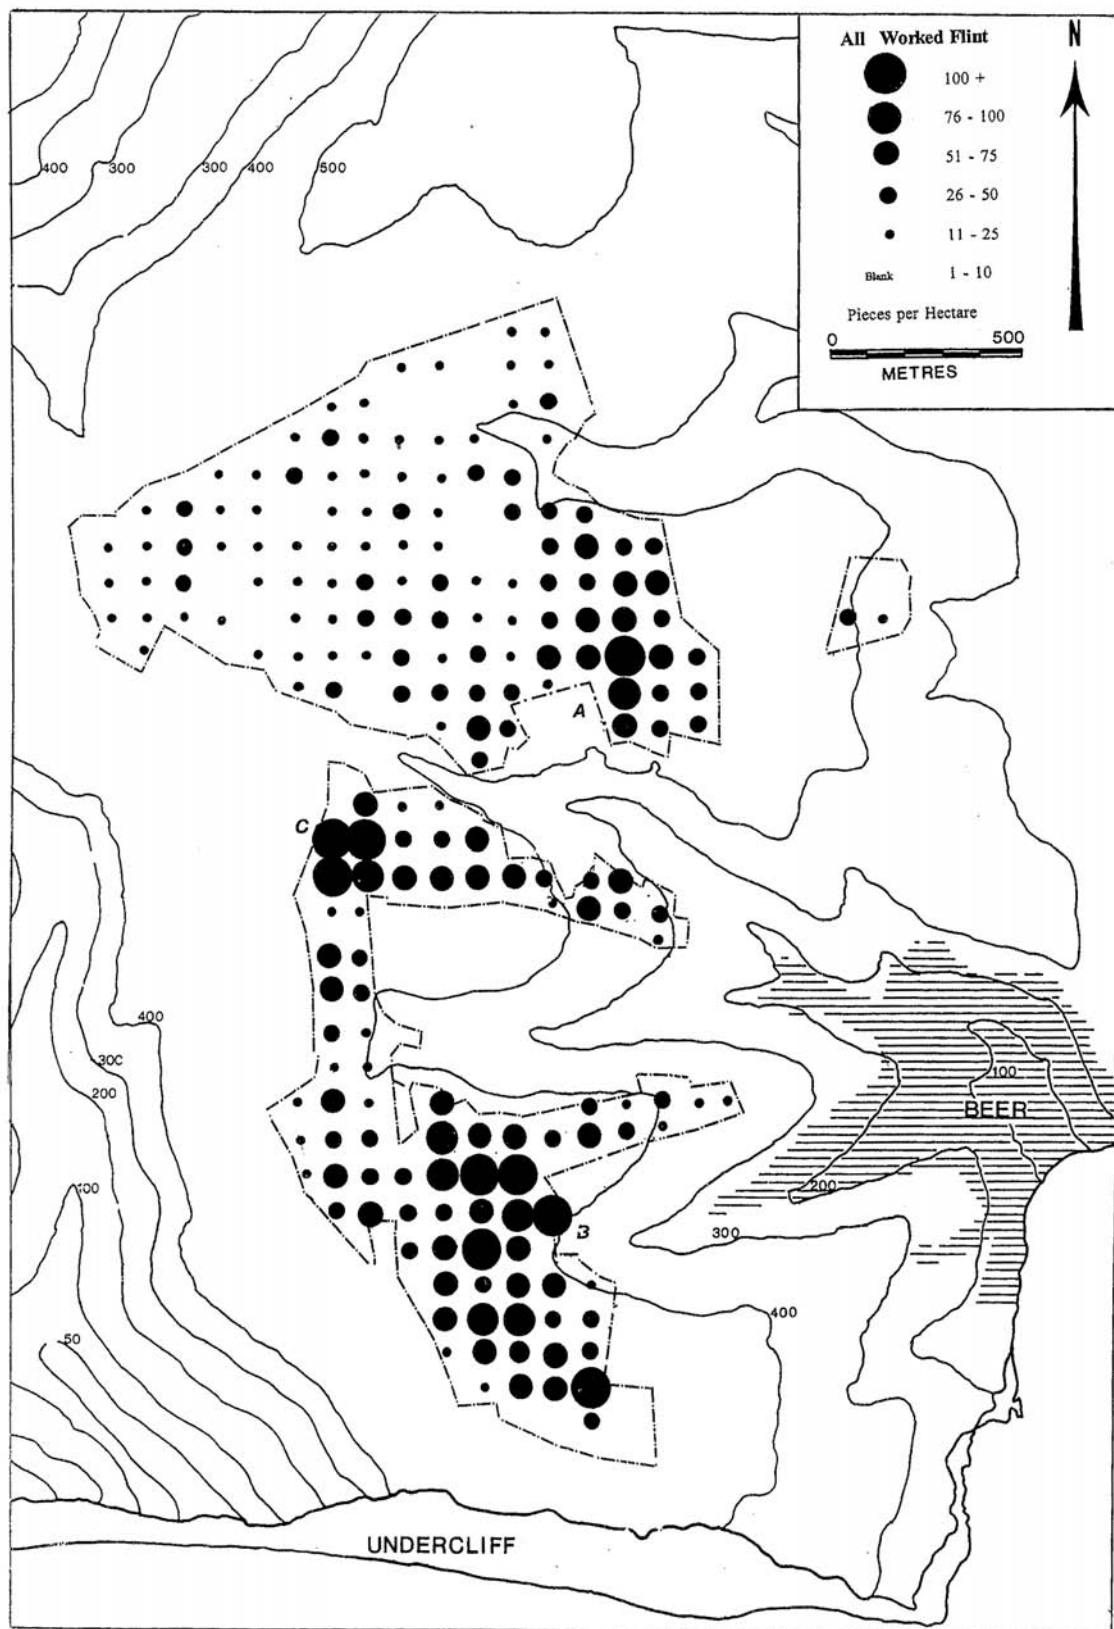 All Worked Flint
100 +
76 - 100
51 - 75
26 - 50
11 - 25
Blank 1 - 10
Pieces per Hectare
0 500
METRES
N
400 300 300 400 500
A
C
400
300
200
100
BEER
100
200
B
300
400
50
UNDERCLIFF